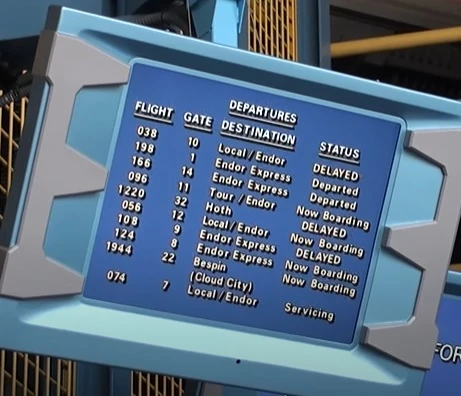 DEPARTURES
FLIGHT GATE DESTINATION STATUS
038 10 Local / Endor DELAYED
198 1 Endor Express Departed
166 14 Endor Express Departed
096 11 Tour / Endor Now Boarding
1220 32 Hoth DELAYED
056 12 Local / Endor Now Boarding
108 9 Endor Express DELAYED
124 8 Endor Express Now Boarding
1944 22 Bespin Now Boarding
(Cloud City)
074 7 Local / Endor Servicing
FOR